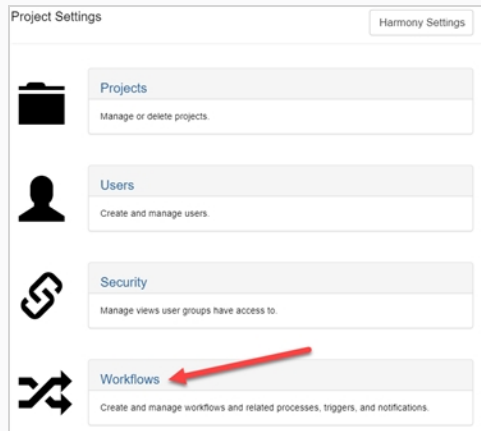 Project Settings
Harmony Settings
Projects
Manage or delete projects.
Users
Create and manage users.
Security
Manage views user groups have access to.
Workflows
Create and manage workflows and related processes, triggers, and notifications.